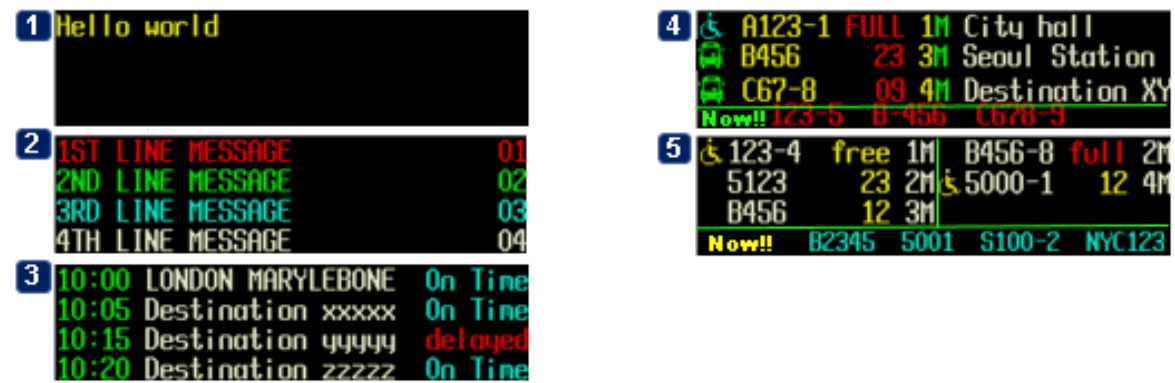 1
Hello world
2
1ST LINE MESSAGE 01
2ND LINE MESSAGE 02
3RD LINE MESSAGE 03
4TH LINE MESSAGE 04
3
10:00 LONDON MARYLEBONE On Time
10:05 Destination xxxxx On Time
10:15 Destination yyyyy delayed
10:20 Destination zzzzz On Time
4
A123-1 FULL 1M City hall
B456 23 3M Seoul Station
C67-8 09 4M Destination XY
Now!! 123-5 B-456 C678-9
5
123-4 free 1M B456-8 full 2M
5123 23 2M 5000-1 12 4M
B456 12 3M
Now!! B2345 5001 S100-2 NYC123